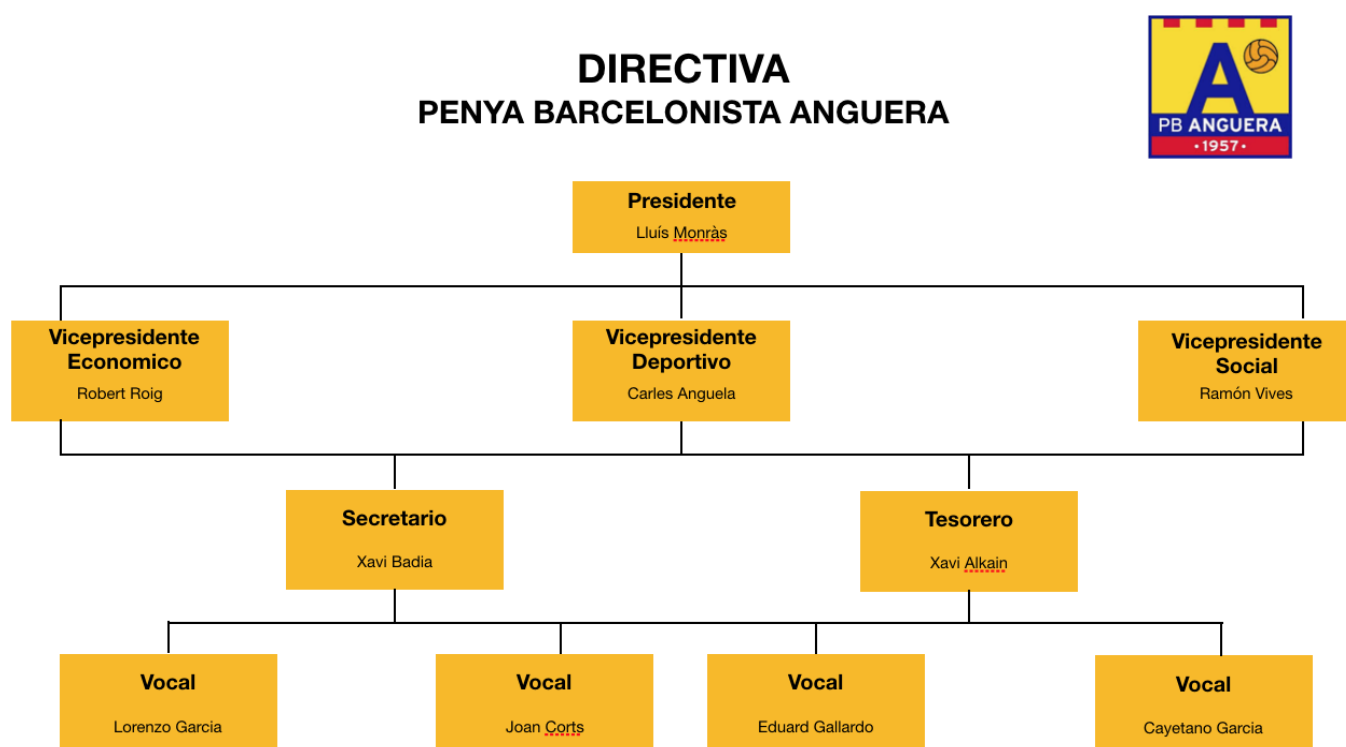 DIRECTIVA
PENYA BARCELONISTA ANGUERA
A
PB ANGUERA
·1957·
Presidente
Lluís Monràs
Vicepresidente
Economico
Robert Roig
Vicepresidente
Deportivo
Carles Anguela
Vicepresidente
Social
Ramón Vives
Secretario
Xavi Badia
Tesorero
Xavi Alkain
Vocal
Lorenzo Garcia
Vocal
Joan Corts
Vocal
Eduard Gallardo
Vocal
Cayetano Garcia